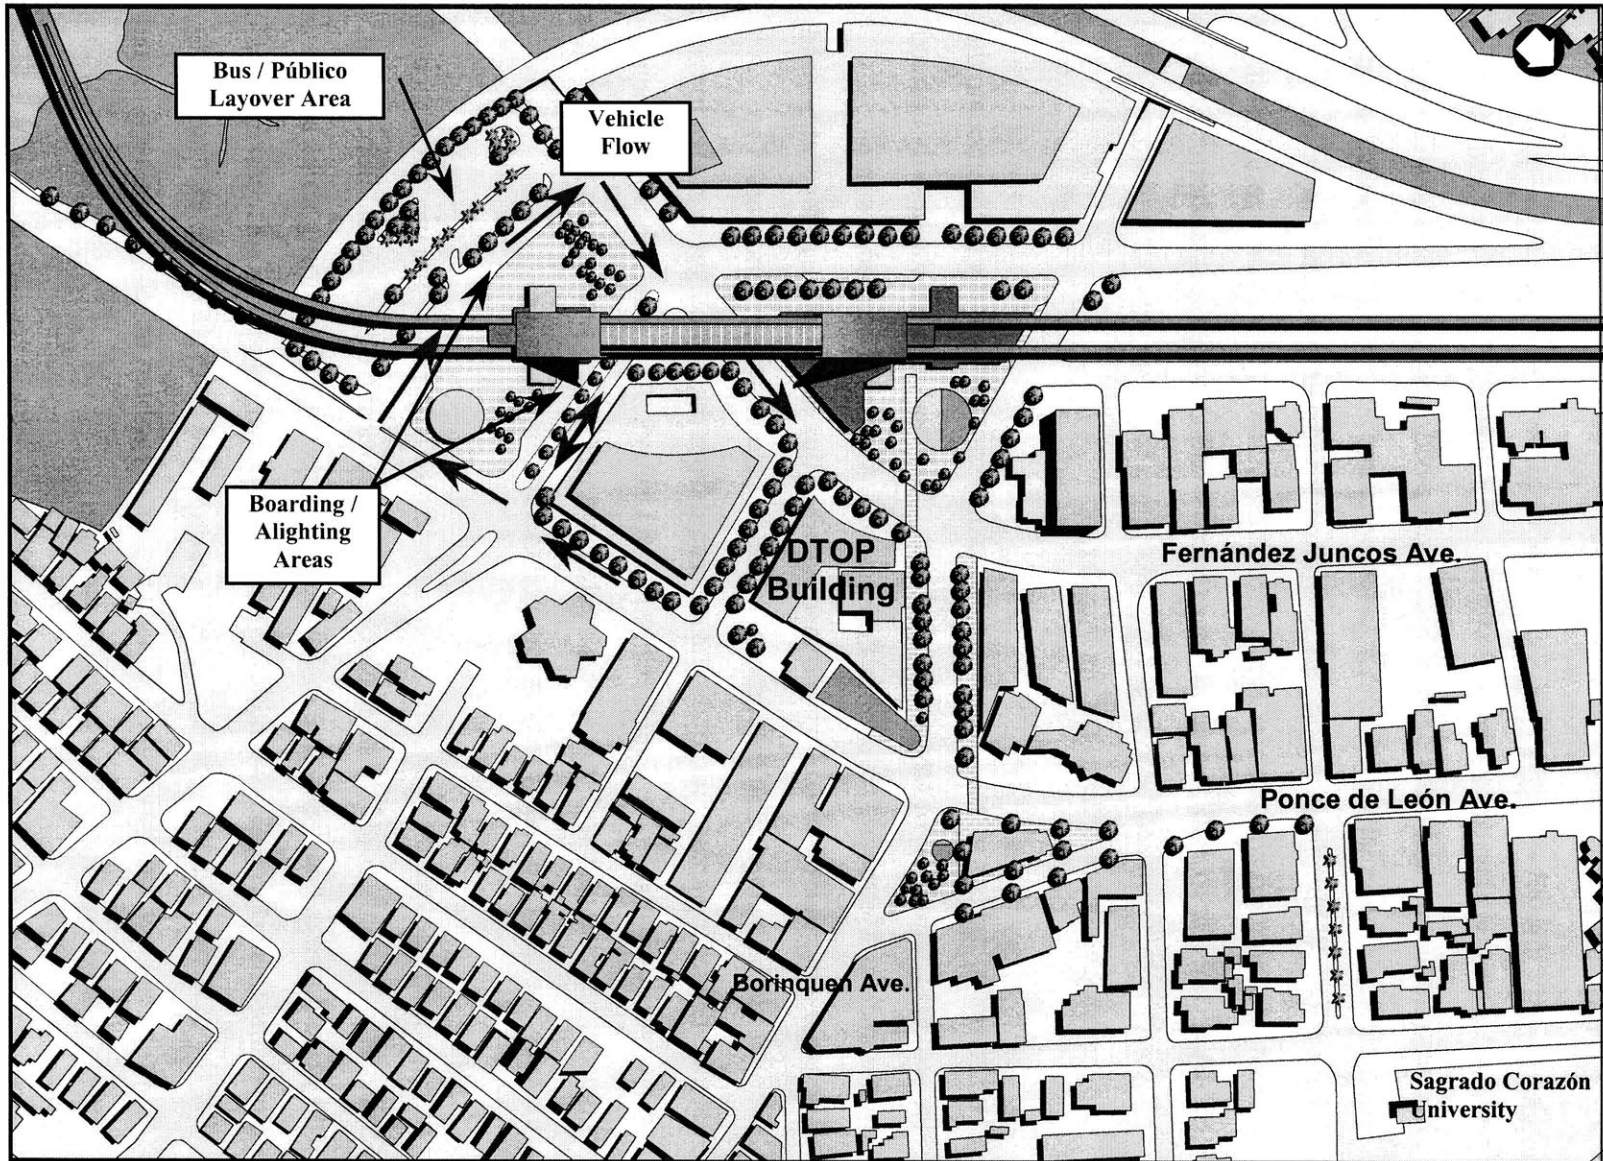 Bus / Público
Layover Area
Vehicle
Flow
Boarding /
Alighting
Areas
DTOP
Building
Fernández Juncos Ave.
Ponce de León Ave.
Borinquen Ave.
Sagrado Corazón
University